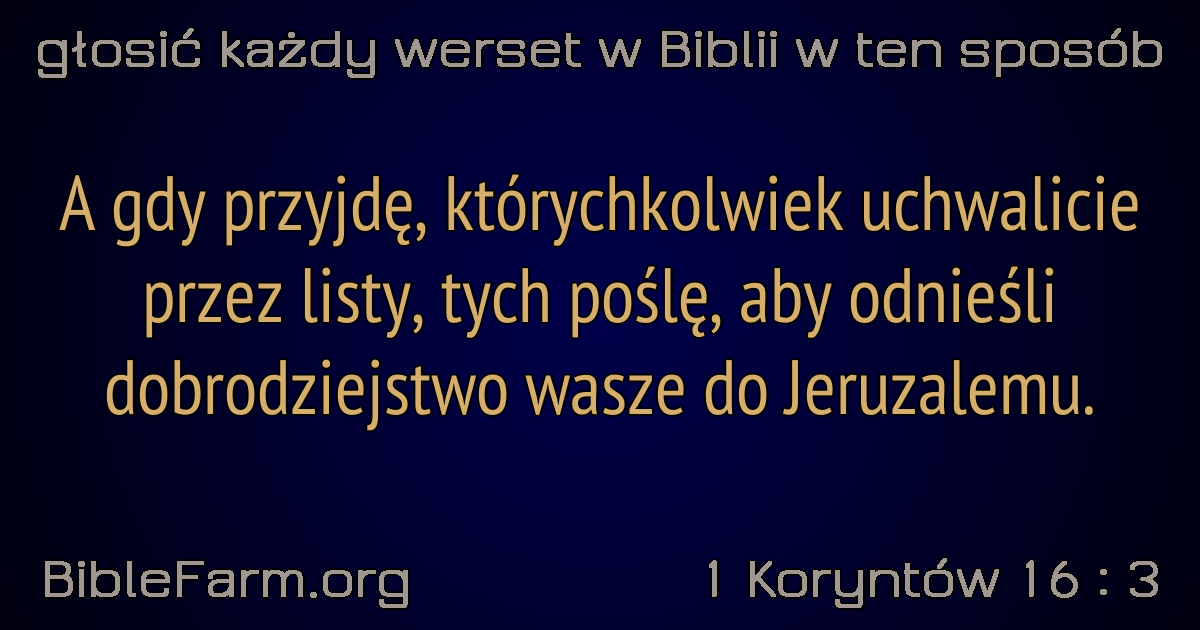 głosić każdy werset w Biblii w ten sposób
A gdy przyjdę, którychkolwiek uchwalicie
przez listy, tych poślę, aby odnieśli
dobrodziejstwo wasze do Jeruzalemu.
BibleFarm.org
1 Koryntów 16 : 3